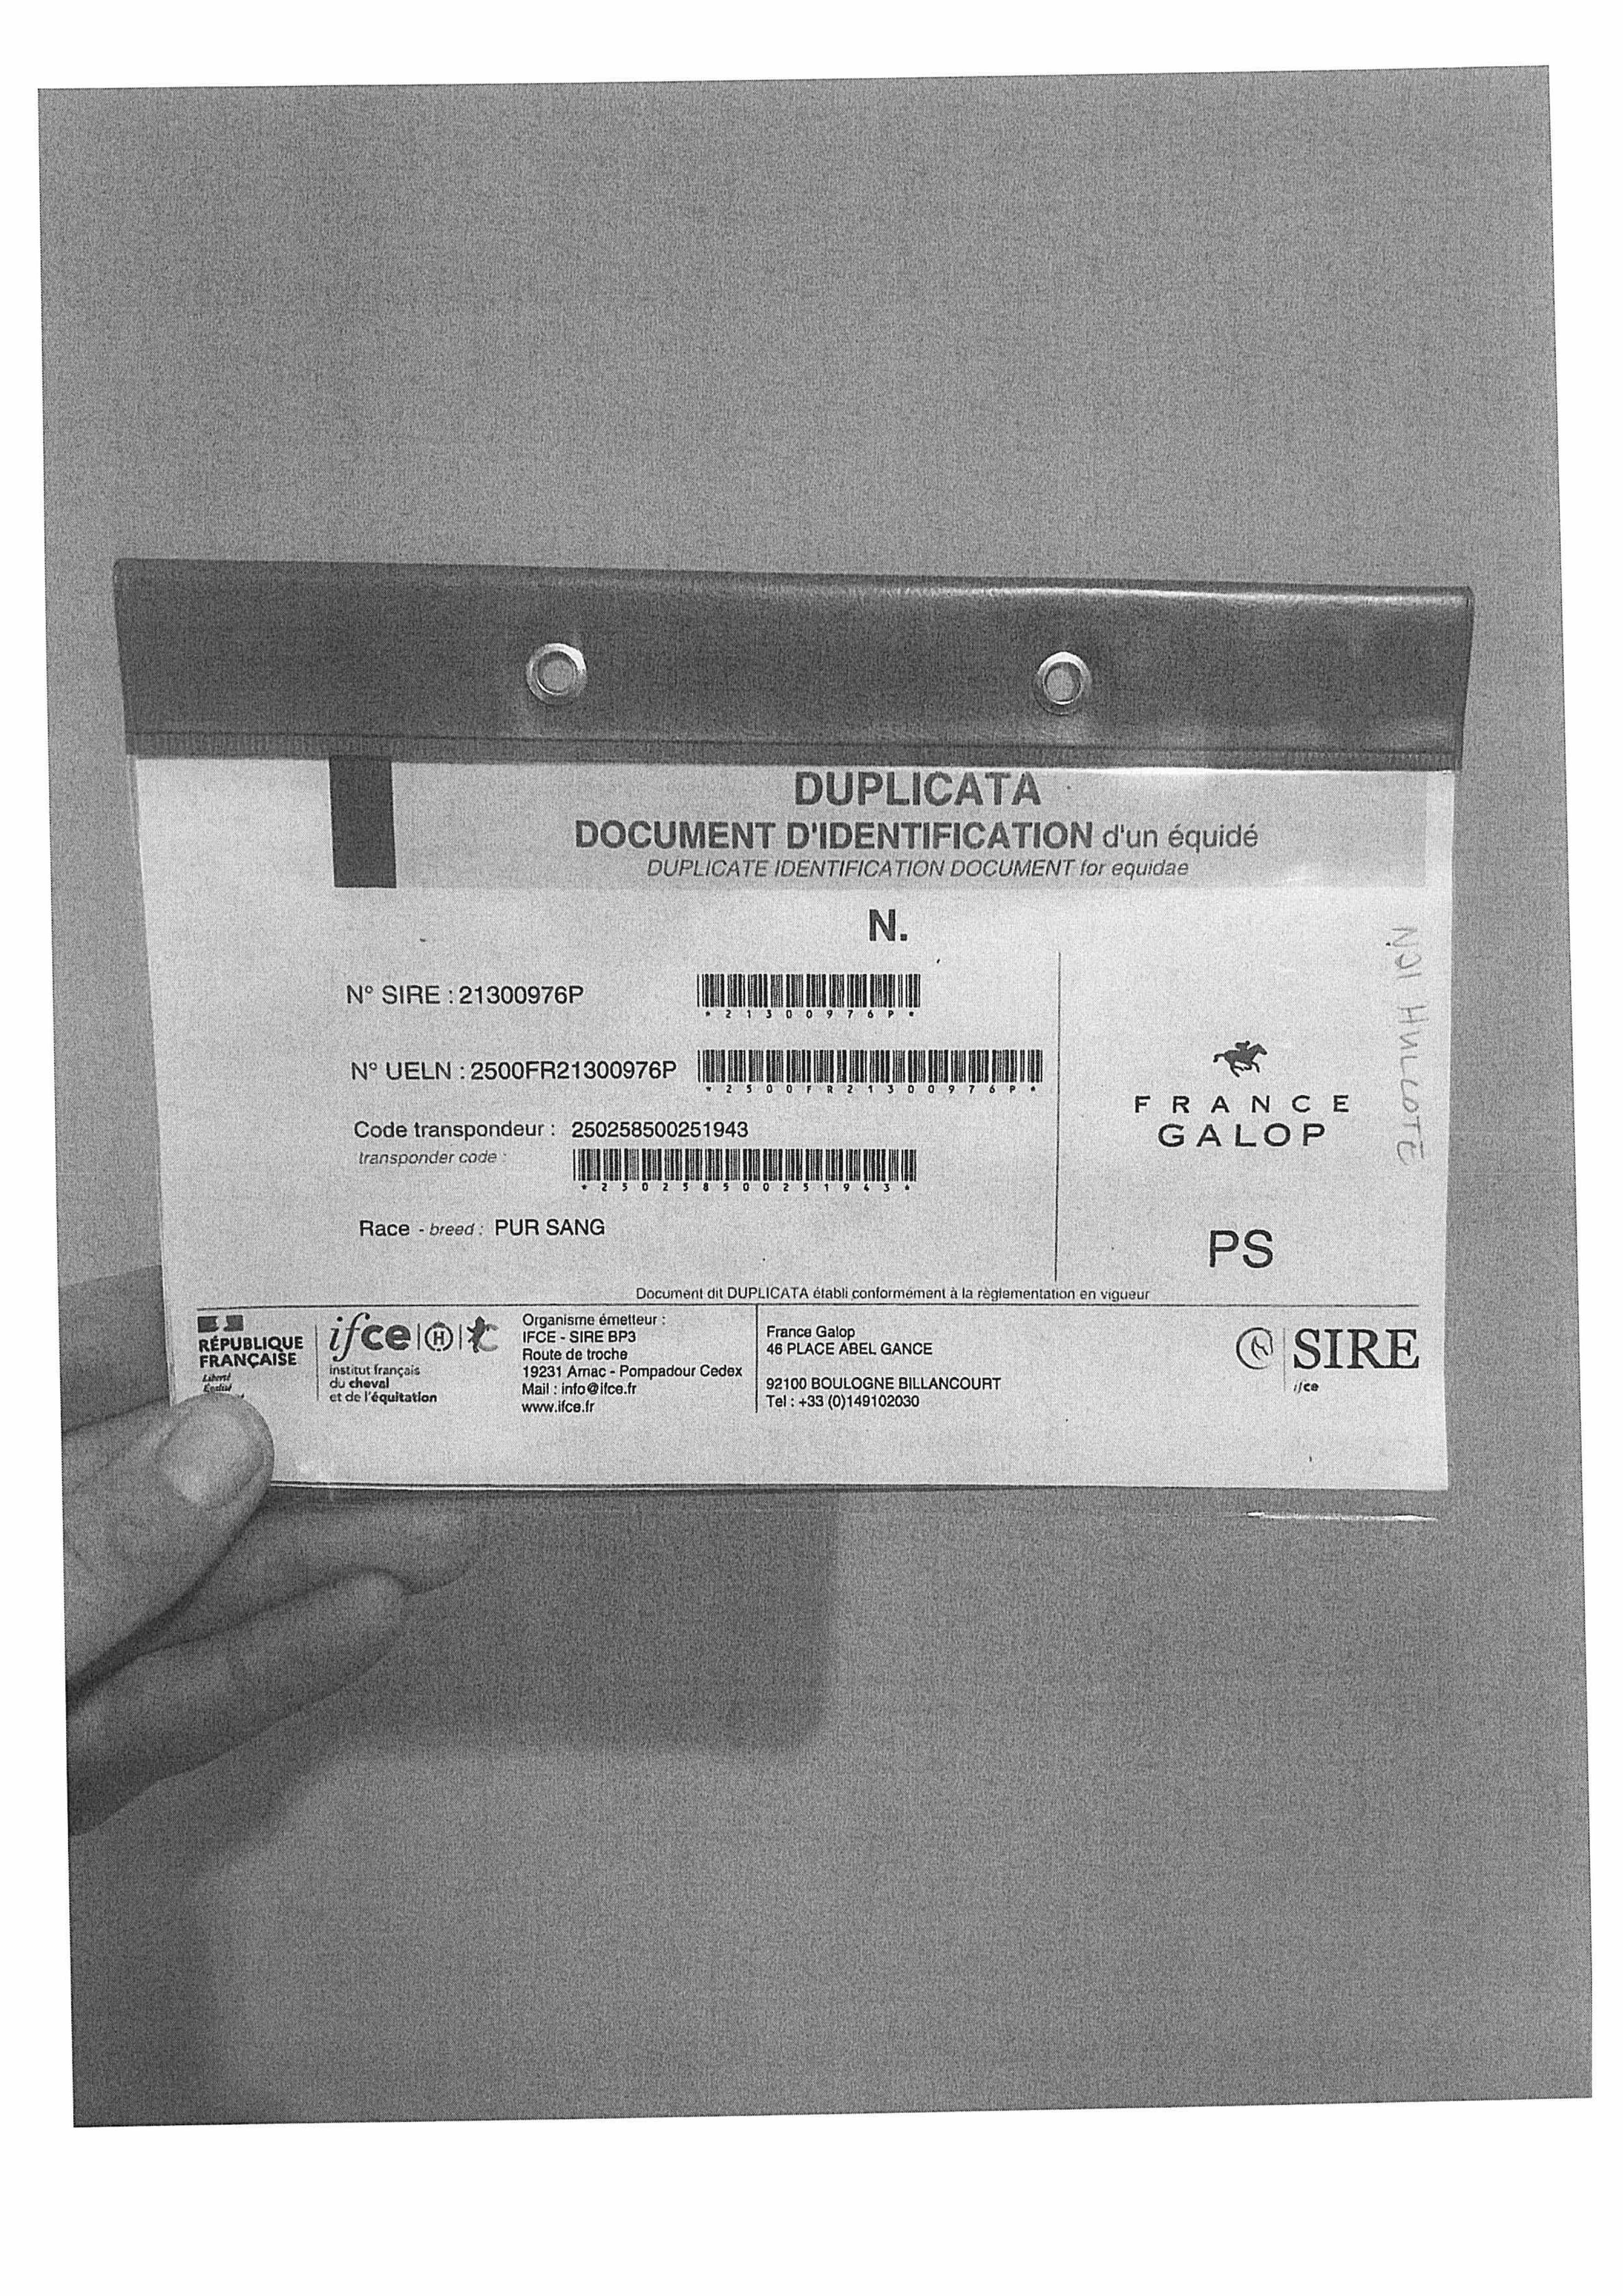 DUPLICATA
DOCUMENT D'IDENTIFICATION d'un équidé
DUPLICATE IDENTIFICATION DOCUMENT for equidae
N.
N° SIRE : 21300976P
*21300976P*
N° UELN : 2500FR21300976P
*2500FR21300976P*
Code transpondeur : 250258500251943
transponder code :
*250258500251943*
Race - breed : PUR SANG
FRANCE
GALOP
PS
Document dit DUPLICATA établi conformément à la règlementation en vigueur
RÉPUBLIQUE
FRANÇAISE
Liberté
Égalité
ifce
institut français
du cheval
et de l'équitation
Organisme émetteur :
IFCE - SIRE BP3
Route de troche
19231 Arnac - Pompadour Cedex
Mail : info@ifce.fr
www.ifce.fr
France Galop
46 PLACE ABEL GANCE
92100 BOULOGNE BILLANCOURT
Tel : +33 (0)149102030
SIRE
ifce